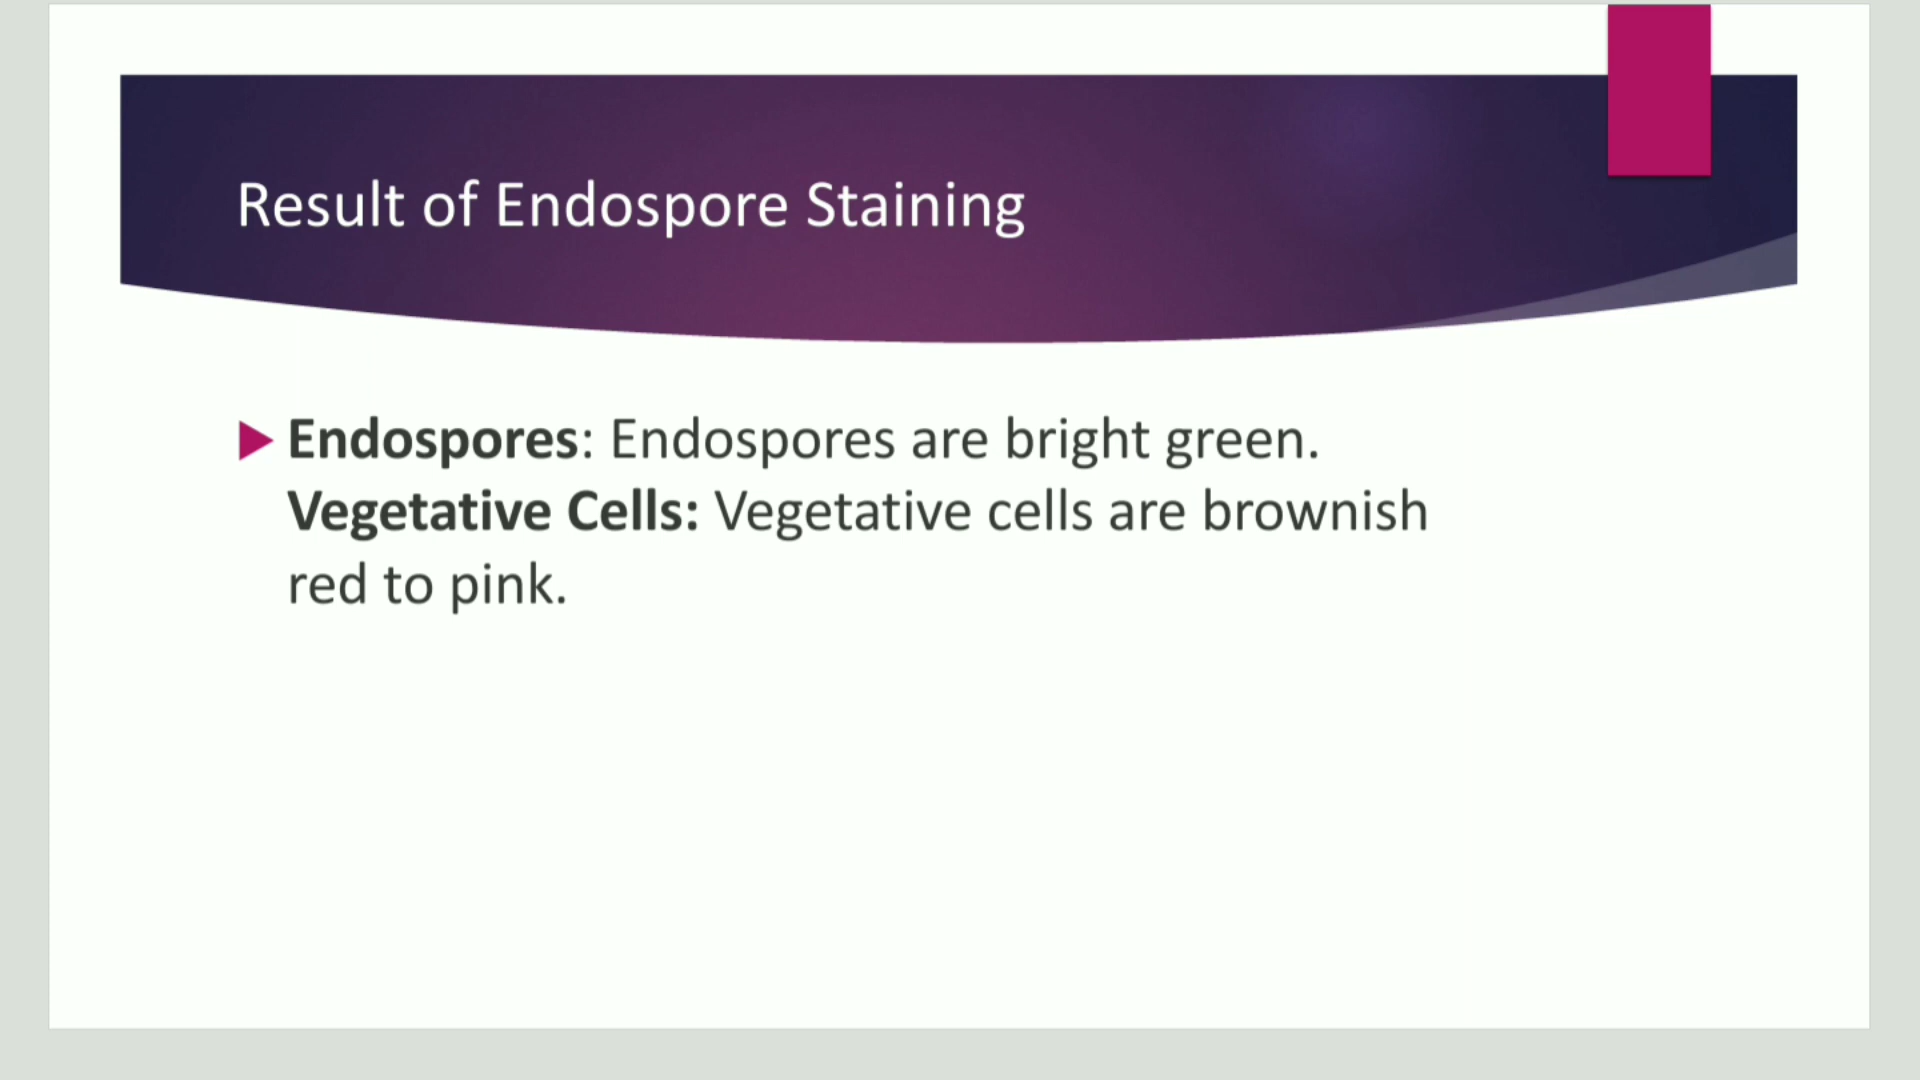 Result of Endospore Staining
Endospores: Endospores are bright green.
Vegetative Cells: Vegetative cells are brownish
red to pink.